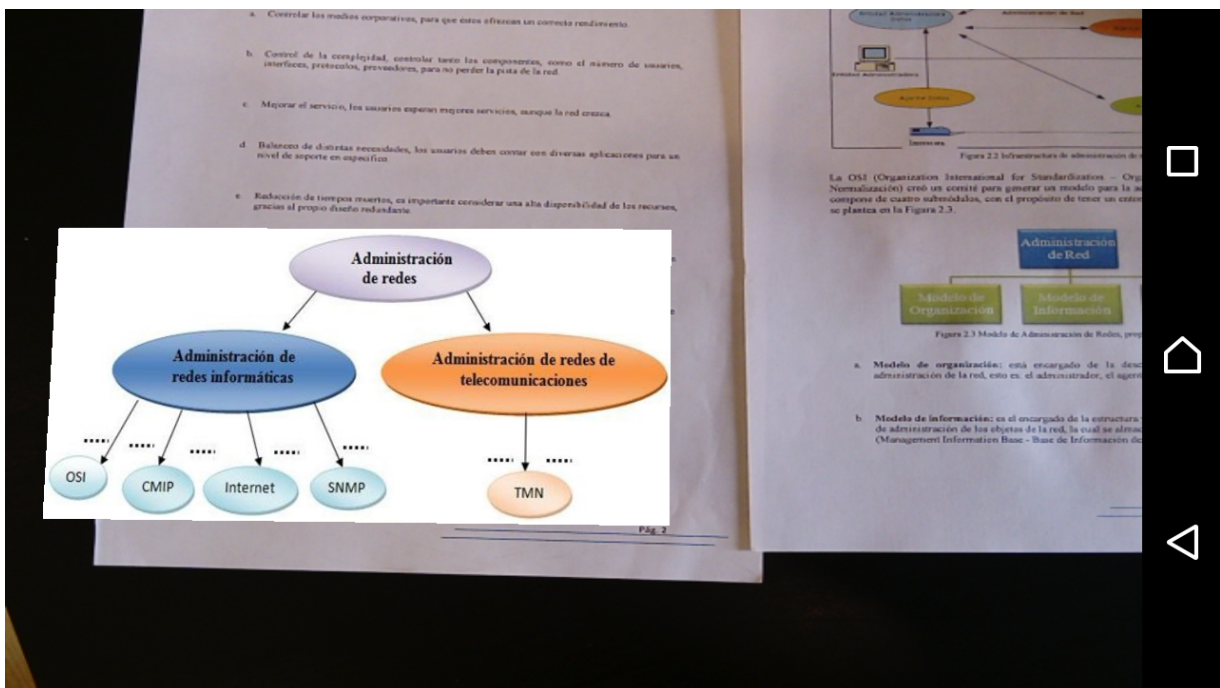 a. Controlar los medios corporativos, para que éstos ofrezcan un correcto rendimiento.
b. Control de la complejidad, controlar tanto los componentes, como el número de usuarios,
interfaces, protocolos, proveedores, para no perder la pista de la red.
c. Mejorar el servicio, los usuarios esperan mejores servicios, aunque la red crezca.
d. Balanceo de distintas necesidades, los usuarios deben contar con diversas aplicaciones para un
nivel de soporte en específico.
e. Reducción de tiempos muertos, es importante considerar una alta disponibilidad de los recursos,
gracias al propio diseño redundante.
Administración
de redes
Administración de
redes informáticas
Administración de redes de
telecomunicaciones
OSI
CMIP
Internet
SNMP
TMN
Pág. 2
Administración de Red
Entidad Administradora
Figura 2.2 Infraestructura de administración de
La OSI (Organization International for Standardization –
Normalización) creó un comité para generar un modelo para la
compone de cuatro submódulos, con el propósito de tener un
se plantea en la Figura 2.3.
Administración
de Red
Modelo de
Organización
Modelo de
Información
Figura 2.3 Modelo de Administración de Redes,
a. Modelo de organización: está encargado de la
administración de la red, esto es: el administrador, el
b. Modelo de información: es el encargado de la estructura
de administración de los objetos de la red, la cual se
(Management Information Base - Base de Información